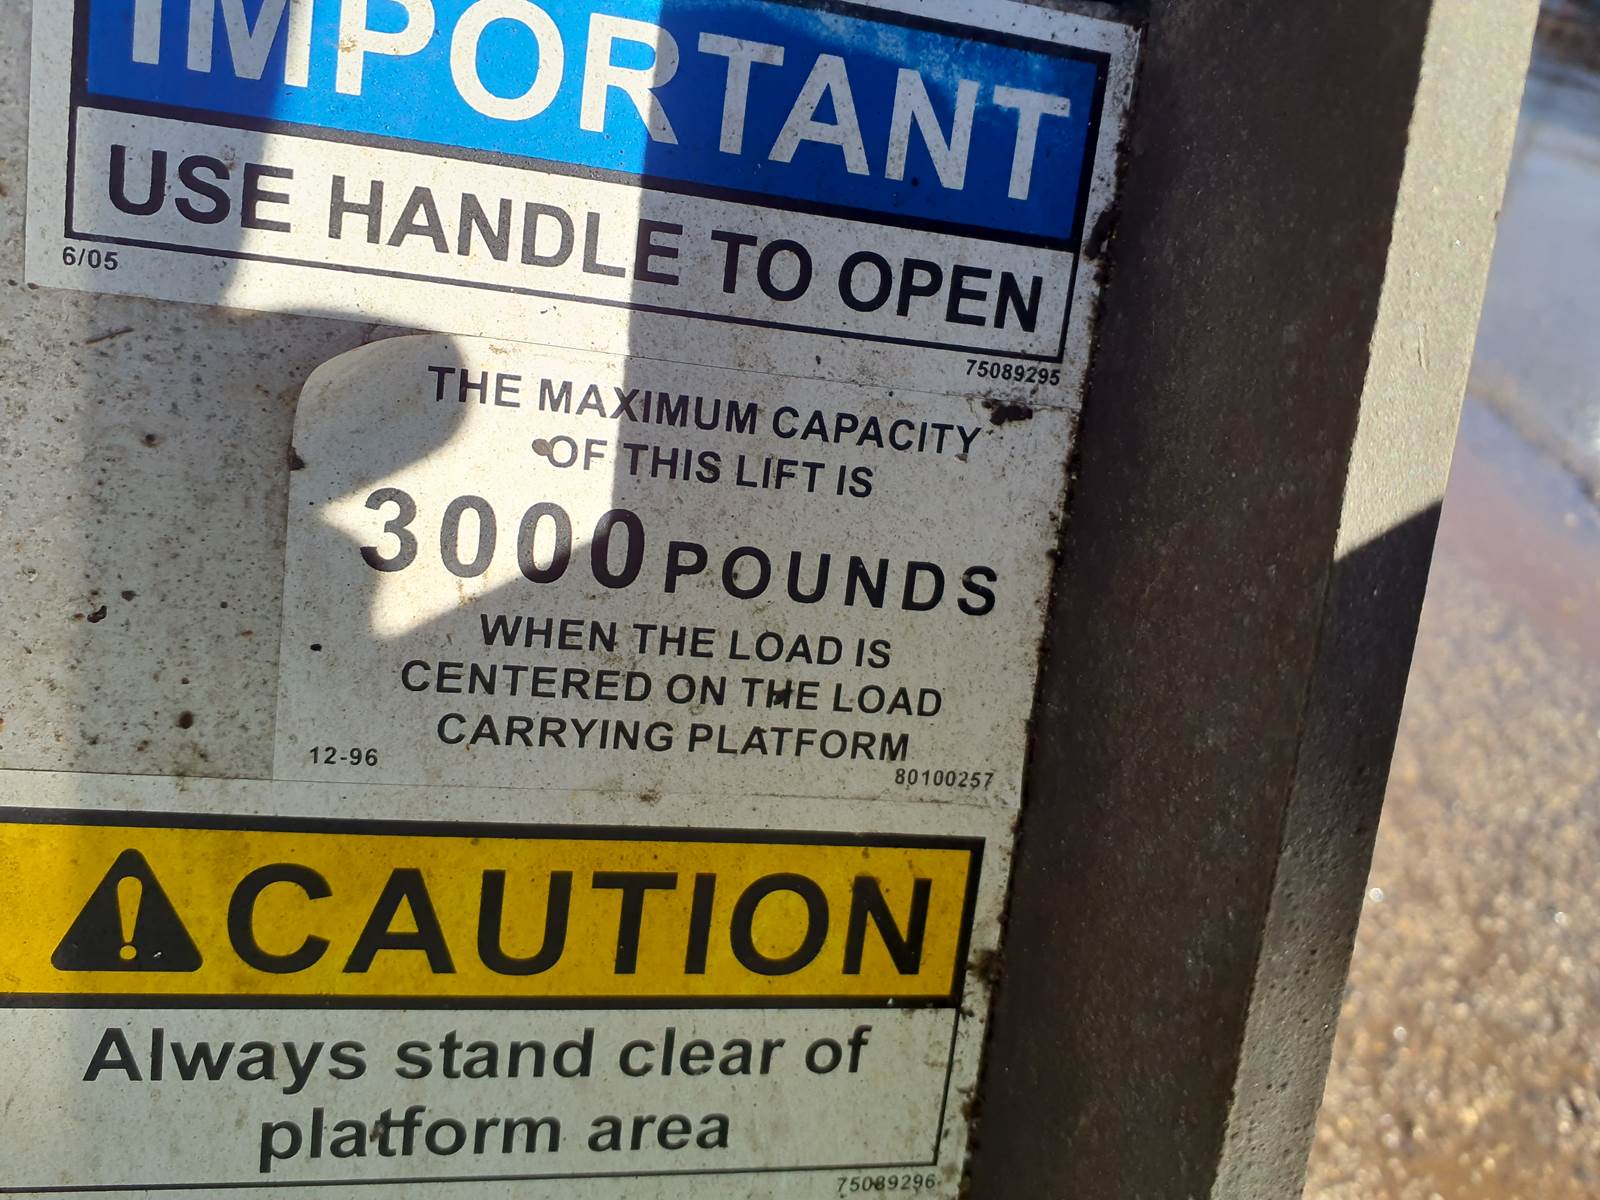 IMPORTANT
USE HANDLE TO OPEN
6/05
75089295
THE MAXIMUM CAPACITY
OF THIS LIFT IS
3000 POUNDS
WHEN THE LOAD IS
CENTERED ON THE LOAD
CARRYING PLATFORM
12-96
80100257
CAUTION
Always stand clear of
platform area
75089296